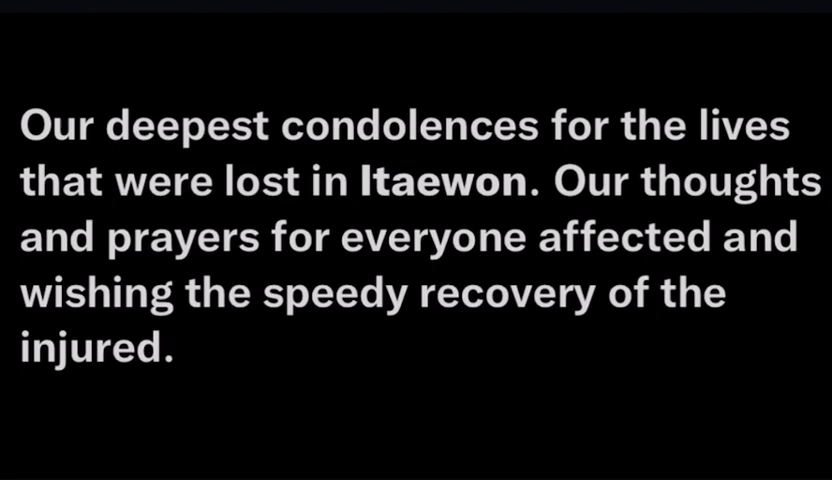 Our deepest condolences for the lives
that were lost in Itaewon. Our thoughts
and prayers for everyone affected and
wishing the speedy recovery of the
injured.